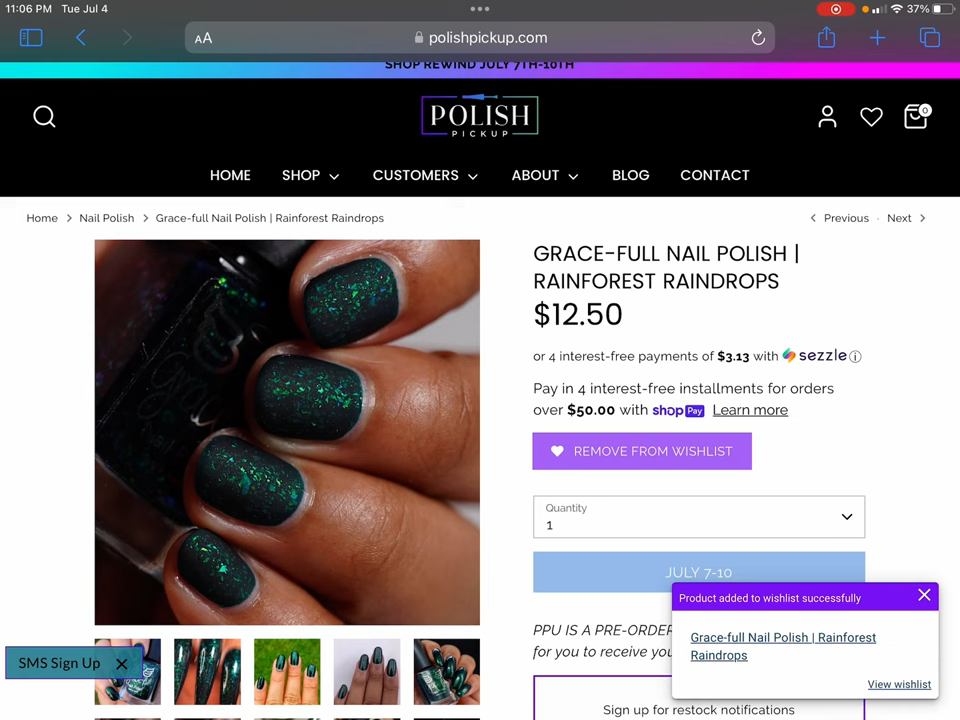 11:06 PM Tue Jul 4
37%
AA
polishpickup.com
SHOP REWIND JULY 7TH-10TH
POLISH
PICKUP
0
HOME SHOP CUSTOMERS ABOUT BLOG CONTACT
Home > Nail Polish > Grace-full Nail Polish | Rainforest Raindrops
< Previous · Next >
GRACE-FULL NAIL POLISH |
RAINFOREST RAINDROPS
$12.50
or 4 interest-free payments of $3.13 with sezzle
Pay in 4 interest-free installments for orders
over $50.00 with shop Pay Learn more
REMOVE FROM WISHLIST
Quantity
1
JULY 7-10
Product added to wishlist successfully
Grace-full Nail Polish | Rainforest
Raindrops
View wishlist
PPU IS A PRE-ORDER
for you to receive you
SMS Sign Up
Sign up for restock notifications